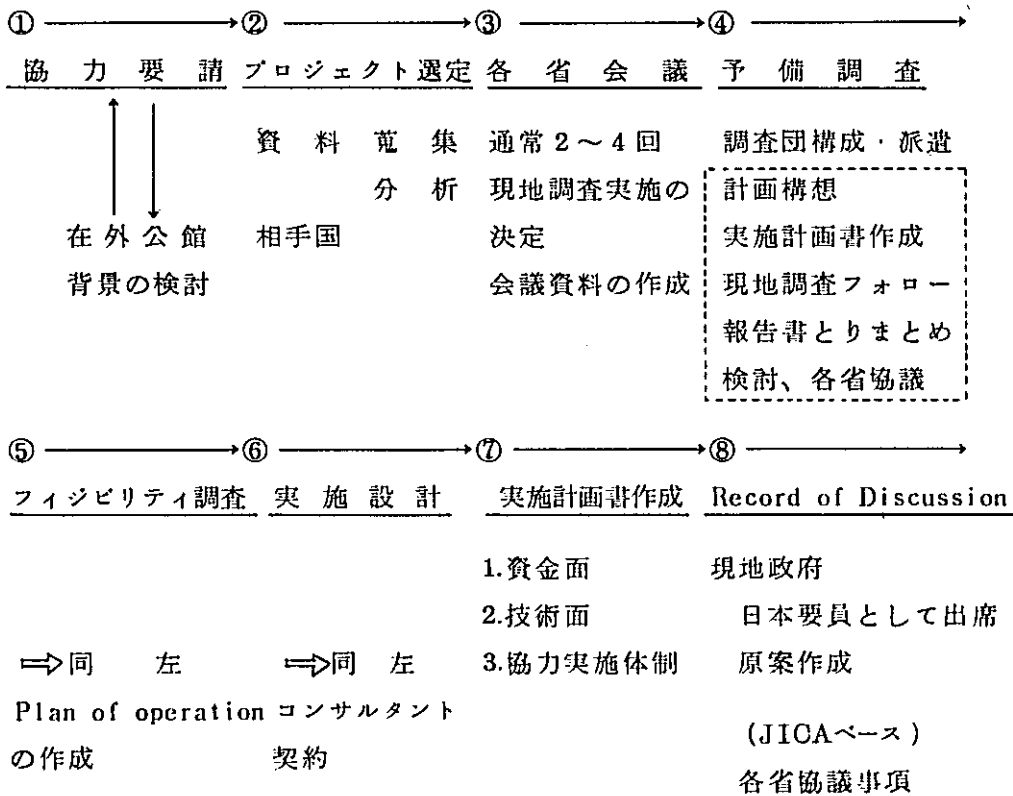 ① → ② → ③ → ④ →
協力要請 プロジェクト選定 各省会議 予備調査
資料蒐集 通常2～4回 調査団構成・派遣
分析 現地調査実施の 計画構想
在外公館 相手国 決定 実施計画書作成
背景の検討 会議資料の作成 現地調査フォロー
報告書とりまとめ
検討、各省協議
⑤ → ⑥ → ⑦ → ⑧ →
フィジビリティ調査 実施設計 実施計画書作成 Record of Discussion
1.資金面 現地政府
2.技術面 日本要員として出席
⇨同左 ⇨同左 3.協力実施体制 原案作成
Plan of operation コンサルタント
(JICAベース)
の作成 契約
各省協議事項